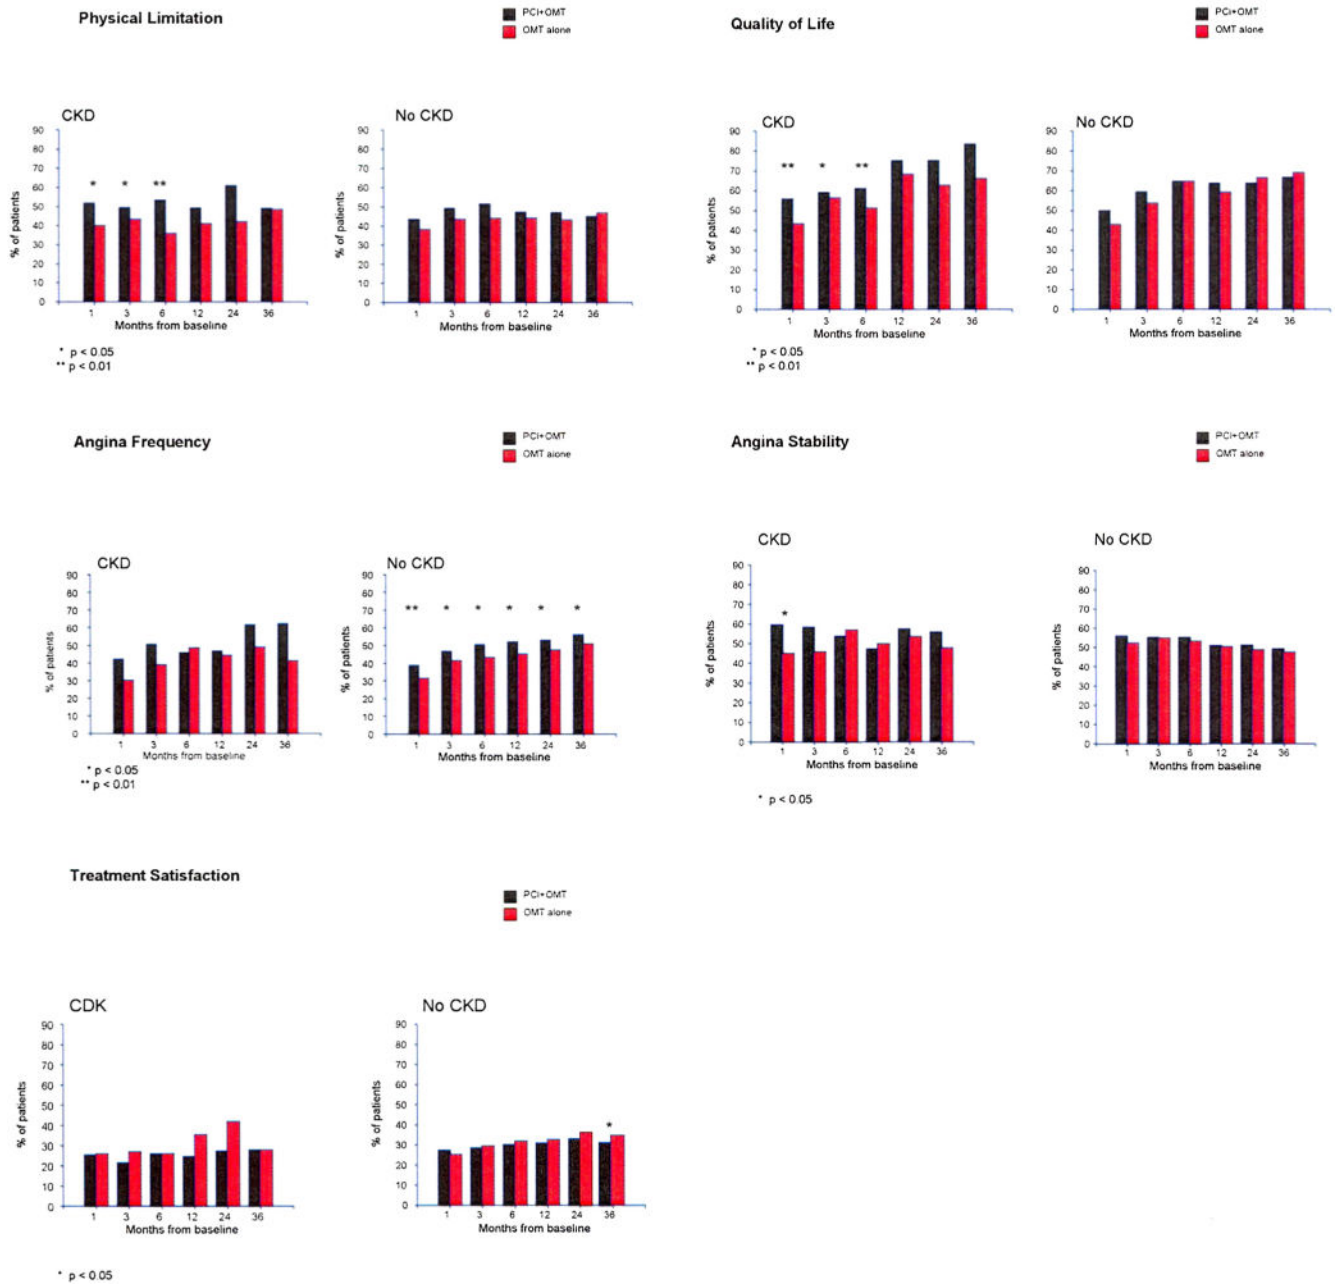 Physical Limitation
PCI+OMT
OMT alone
CKD
90
80
70
60
50
40
30
20
10
0
% of patients
* * **
1 3 6 12 24 36
Months from baseline
* p < 0.05
** p < 0.01
No CKD
90
80
70
60
50
40
30
20
10
0
% of patients
1 3 6 12 24 36
Months from baseline
Quality of Life
PCI+OMT
OMT alone
CKD
90
80
70
60
50
40
30
20
10
0
% of patients
** * **
1 3 6 12 24 36
Months from baseline
* p < 0.05
** p < 0.01
No CKD
90
80
70
60
50
40
30
20
10
0
% of patients
1 3 6 12 24 36
Months from baseline
Angina Frequency
PCI+OMT
OMT alone
CKD
90
80
70
60
50
40
30
20
10
0
% of patients
1 3 6 12 24 36
Months from baseline
* p < 0.05
** p < 0.01
No CKD
90
80
70
60
50
40
30
20
10
0
% of patients
** * * * * *
1 3 6 12 24 36
Months from baseline
Angina Stability
PCI+OMT
OMT alone
CKD
90
80
70
60
50
40
30
20
10
0
% of patients
*
1 3 6 12 24 36
Months from baseline
* p < 0.05
No CKD
90
80
70
60
50
40
30
20
10
0
% of patients
1 3 6 12 24 36
Months from baseline
Treatment Satisfaction
PCI+OMT
OMT alone
CDK
90
80
70
60
50
40
30
20
10
0
% of patients
1 3 6 12 24 36
Months from baseline
* p < 0.05
No CKD
90
80
70
60
50
40
30
20
10
0
% of patients
*
1 3 6 12 24 36
Months from baseline